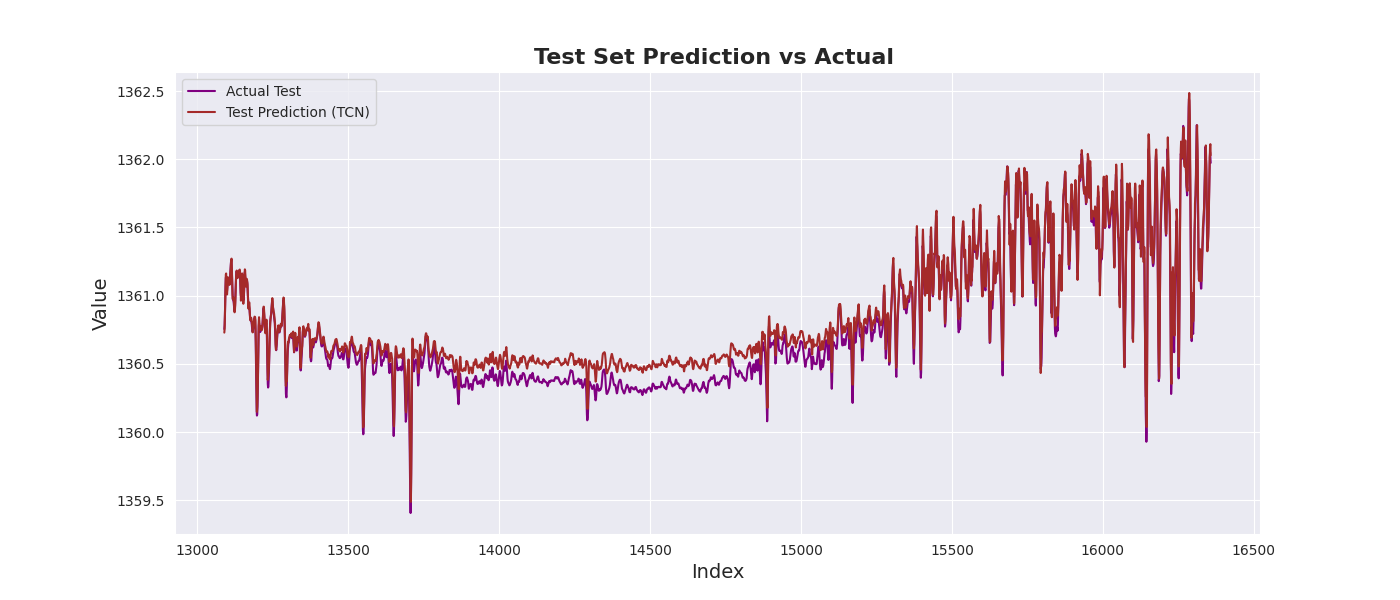 Test Set Prediction vs Actual
Actual Test
Test Prediction (TCN)
1362.5
1362.0
1361.5
1361.0
1360.5
1360.0
1359.5
Value
13000 13500 14000 14500 15000 15500 16000 16500
Index